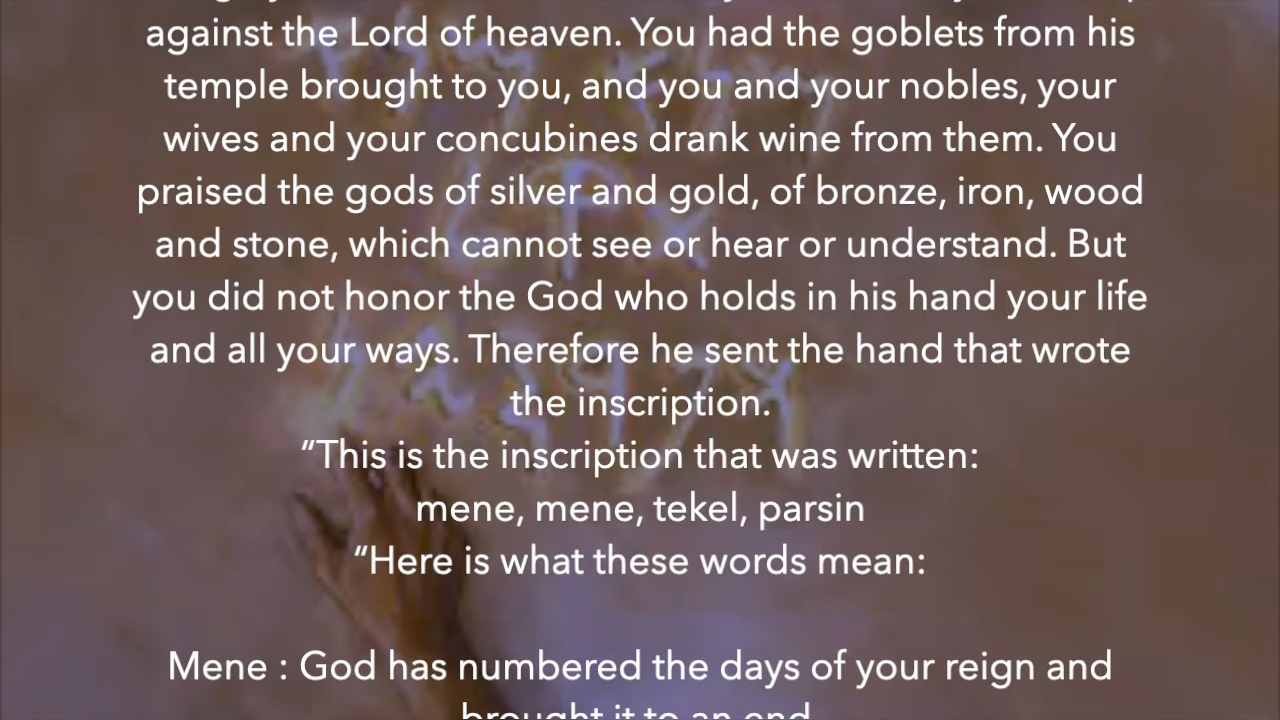 against the Lord of heaven. You had the goblets from his
temple brought to you, and you and your nobles, your
wives and your concubines drank wine from them. You
praised the gods of silver and gold, of bronze, iron, wood
and stone, which cannot see or hear or understand. But
you did not honor the God who holds in his hand your life
and all your ways. Therefore he sent the hand that wrote
the inscription.
“This is the inscription that was written:
mene, mene, tekel, parsin
“Here is what these words mean:
Mene : God has numbered the days of your reign and
brought it to an end